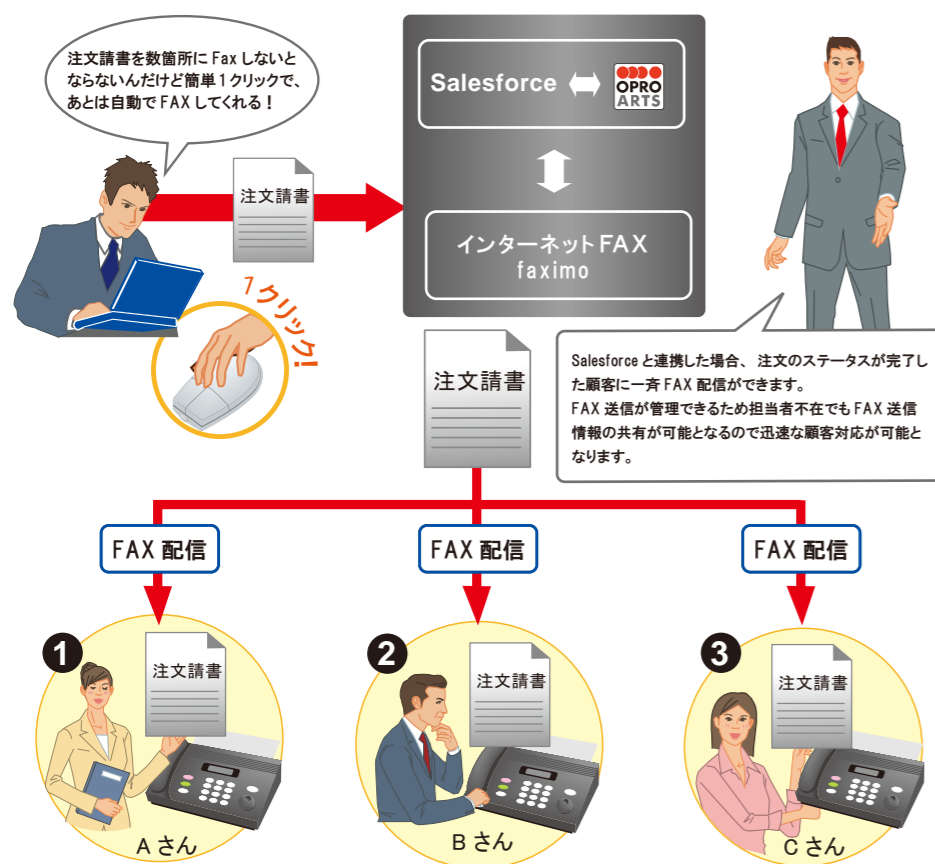 注文請書を数箇所に Fax しないと
ならないんだけど簡単１クリックで、
あとは自動で FAX してくれる！
注文請書
1クリック!
Salesforce
OPRO
ARTS
インターネットFAX
faximo
Salesforce と連携した場合、注文のステータスが完了し
た顧客に一斉 FAX 配信ができます。
FAX 送信が管理できるため担当者不在でも FAX 送信
情報の共有が可能となるので迅速な顧客対応が可能と
なります。
注文請書
FAX 配信
FAX 配信
FAX 配信
1
注文請書
A さん
2
注文請書
B さん
3
注文請書
C さん